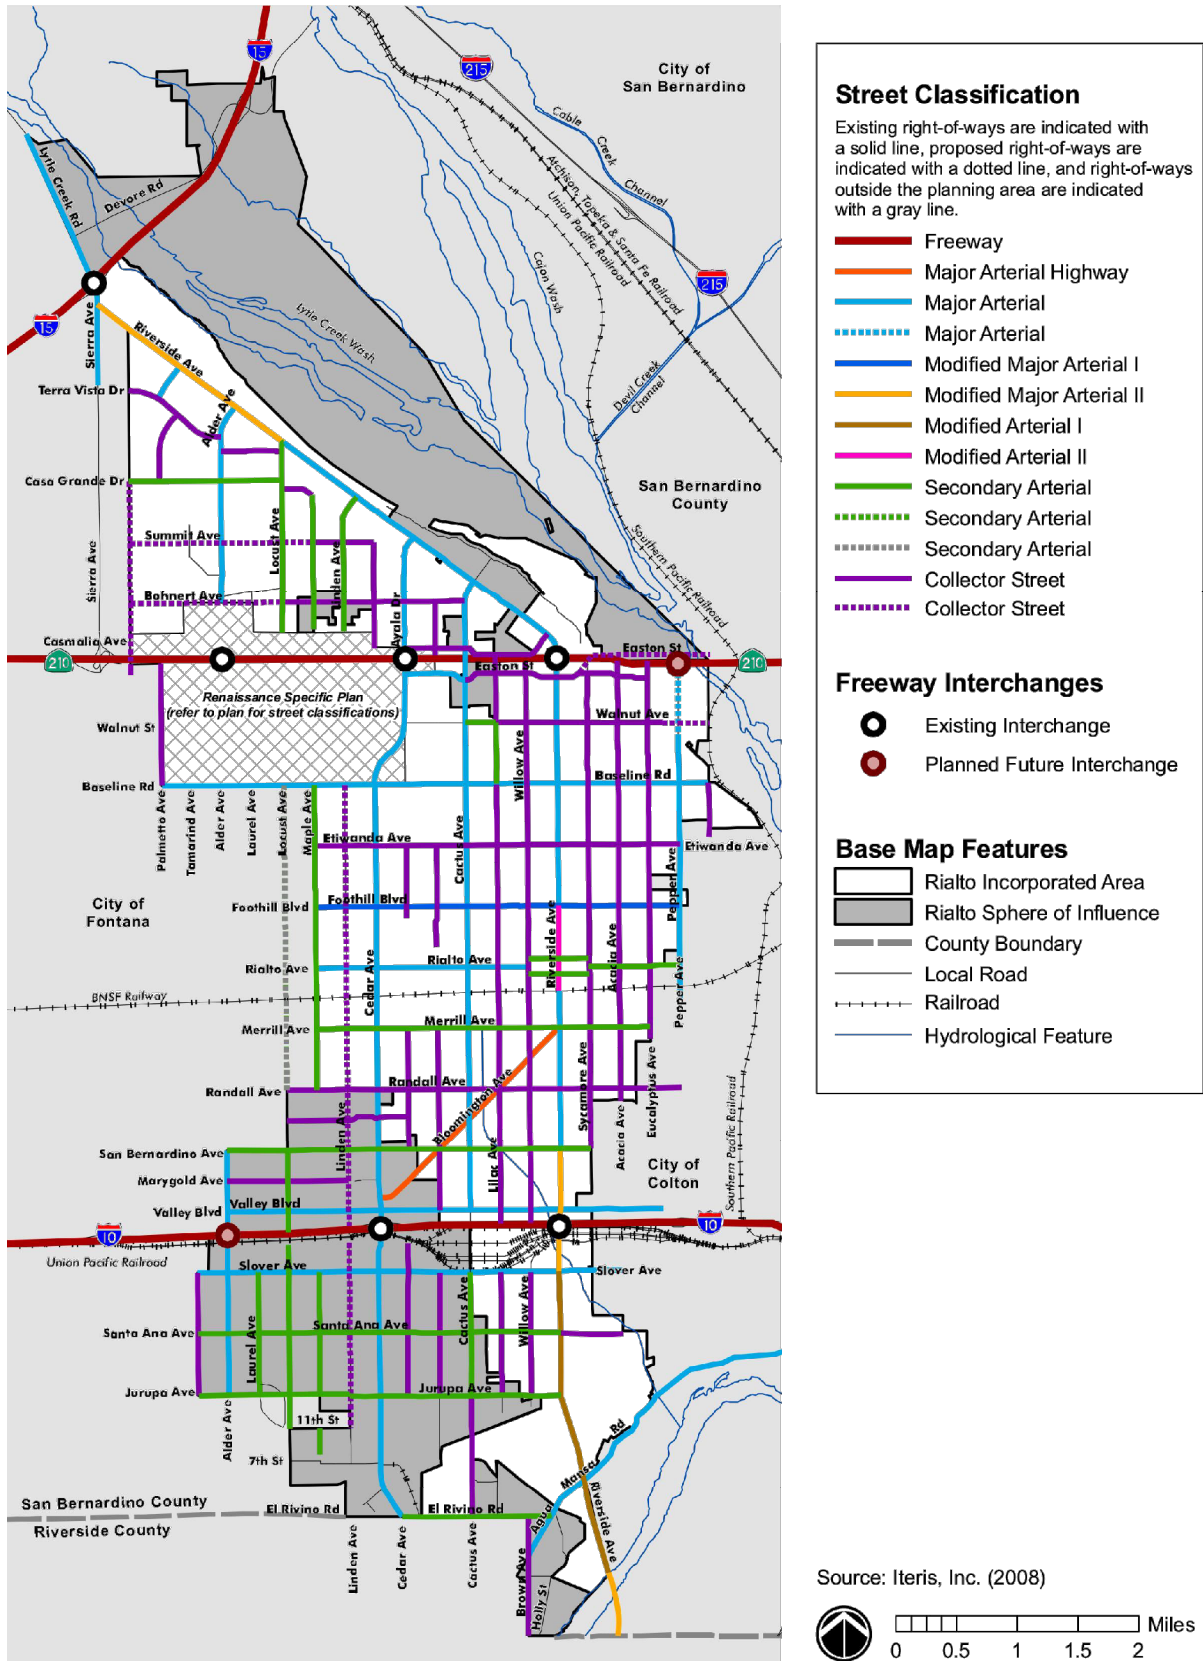 15
215
City of
San Bernardino
Cable
Creek
Channel
Lytle Creek Rd
Devore Rd
Atchison, Topeka & Santa Fe Railroad
Union Pacific Railroad
Cajon Wash
215
15
Sierra Ave
Riverside Ave
Lytle Creek Wash
Devil Creek
Channel
Terra Vista Dr
Alder Ave
Casa Grande Dr
San Bernardino
County
Summit Ave
Locust Ave
Linden Ave
Sierra Ave
Southern Pacific Railroad
Bohnert Ave
Ayala Dr
Casmalia Ave
Easton St
210
Easton St
210
Renaissance Specific Plan
(refer to plan for street classifications)
Walnut St
Walnut Ave
Willow Ave
Baseline Rd
Baseline Rd
Palmetto Ave
Tamarind Ave
Alder Ave
Laurel Ave
Locust Ave
Maple Ave
Etiwanda Ave
Cactus Ave
Etiwanda Ave
Pepper Ave
City of
Fontana
Foothill Blvd
Foothill Blvd
Riverside Ave
Rialto Ave
Cedar Ave
Rialto Ave
Acacia Ave
Pepper Ave
BNSF Railway
Merrill Ave
Merrill Ave
Randall Ave
Randall Ave
Bloomington Ave
Sycamore Ave
Eucalyptus Ave
Acacia Ave
Linden Ave
Lilac Ave
Southern Pacific Railroad
San Bernardino Ave
City of
Colton
Marygold Ave
Valley Blvd
Valley Blvd
10
10
Union Pacific Railroad
Slover Ave
Slover Ave
Santa Ana Ave
Laurel Ave
Santa Ana Ave
Cactus Ave
Willow Ave
Jurupa Ave
Jurupa Ave
Alder Ave
11th St
7th St
Agua Mansa Rd
Riverside Ave
San Bernardino County
Riverside County
El Rivino Rd
El Rivino Rd
Linden Ave
Cedar Ave
Cactus Ave
Brown Ave
Holly St
Street Classification
Existing right-of-ways are indicated with
a solid line, proposed right-of-ways are
indicated with a dotted line, and right-of-ways
outside the planning area are indicated
with a gray line.
Freeway
Major Arterial Highway
Major Arterial
Major Arterial
Modified Major Arterial I
Modified Major Arterial II
Modified Arterial I
Modified Arterial II
Secondary Arterial
Secondary Arterial
Secondary Arterial
Collector Street
Collector Street
Freeway Interchanges
Existing Interchange
Planned Future Interchange
Base Map Features
Rialto Incorporated Area
Rialto Sphere of Influence
County Boundary
Local Road
Railroad
Hydrological Feature
Source: Iteris, Inc. (2008)
Miles
0 0.5 1 1.5 2